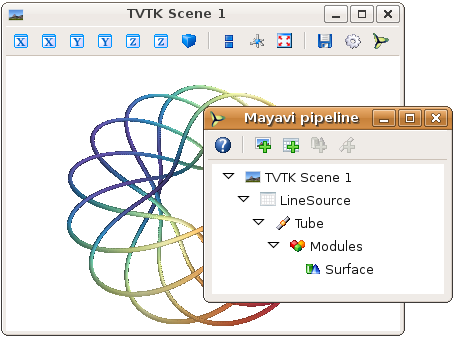 TVTK Scene 1
X X Y Y Z Z
Mayavi pipeline
?
TVTK Scene 1
LineSource
Tube
Modules
Surface